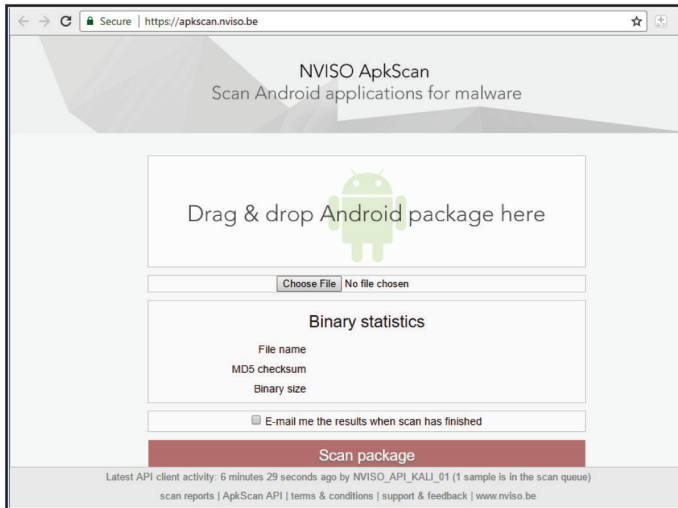 Secure | https://apkscan.nviso.be
NVISO ApkScan
Scan Android applications for malware
Drag & drop Android package here
Choose File No file chosen
Binary statistics
File name
MD5 checksum
Binary size
E-mail me the results when scan has finished
Scan package
Latest API client activity: 6 minutes 29 seconds ago by NVISO_API_KALI_01 (1 sample is in the scan queue)
scan reports | ApkScan API | terms & conditions | support & feedback | www.nviso.be